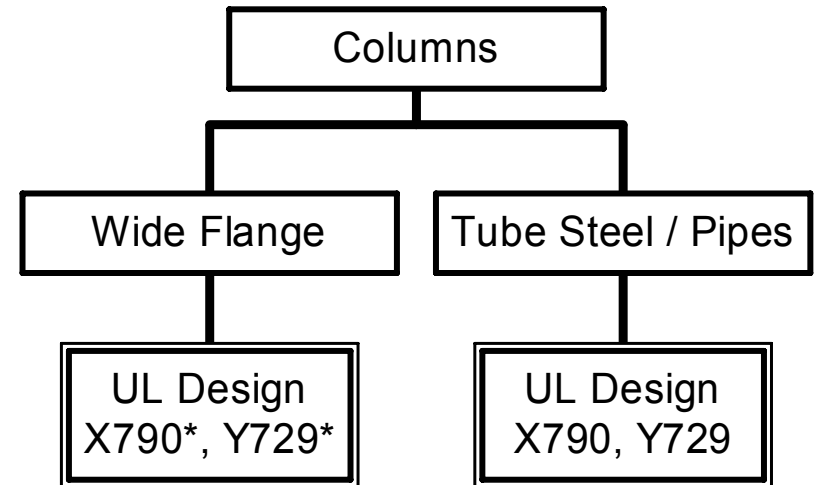 Columns
Wide Flange
Tube Steel / Pipes
UL Design
X790*, Y729*
UL Design
X790, Y729